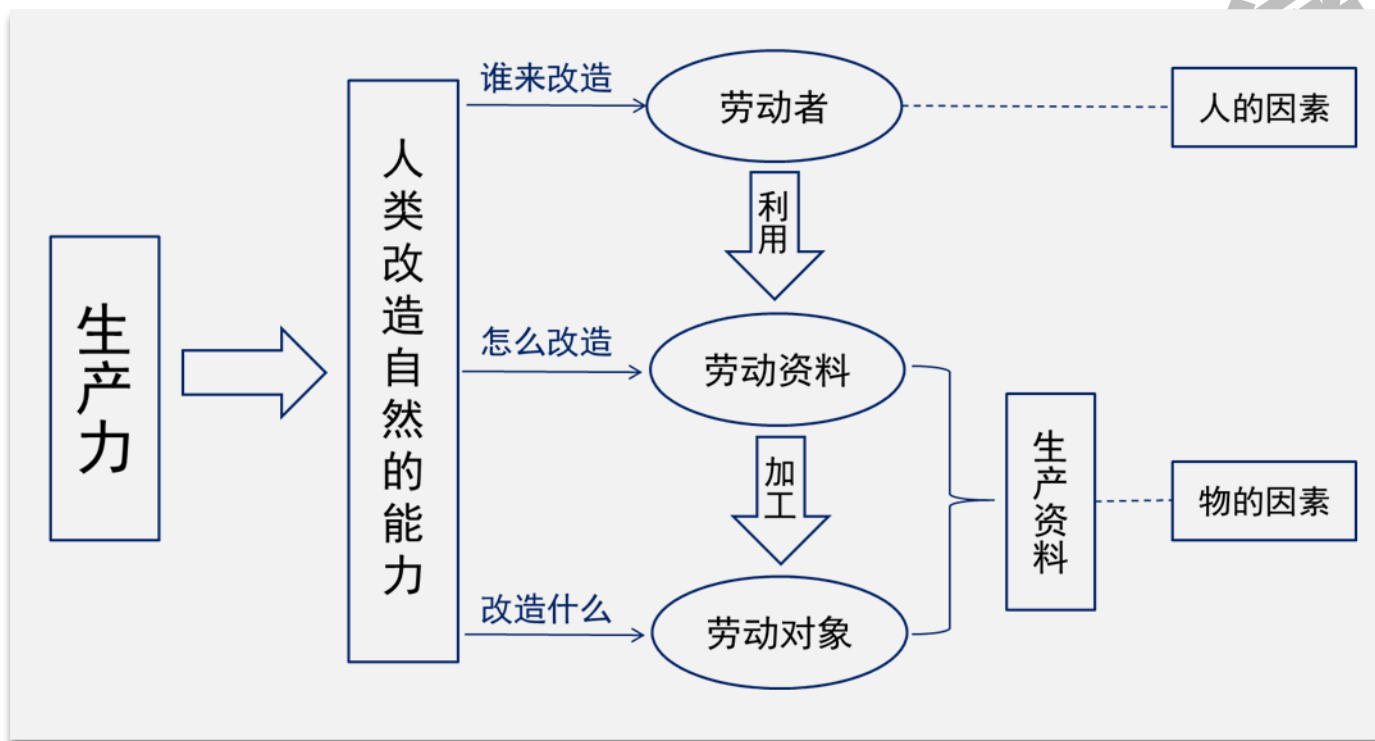 生产力
人类改造自然的能力
谁来改造
劳动者
人的因素
利用
怎么改造
劳动资料
加工
生产资料
物的因素
改造什么
劳动对象